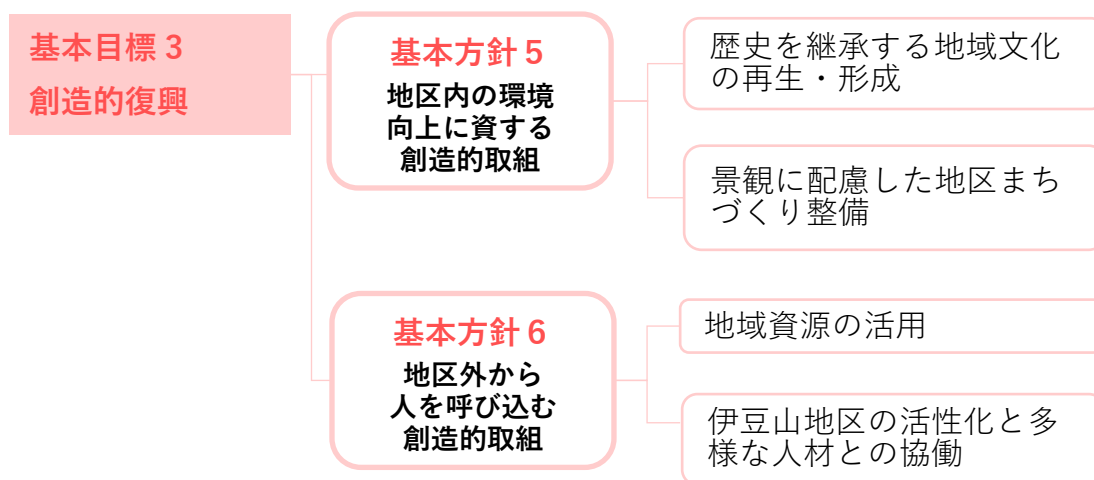 基本目標3
創造的復興
基本方針5
地区内の環境
向上に資する
創造的取組
歴史を継承する地域文化
の再生・形成
景観に配慮した地区まち
づくり整備
基本方針6
地区外から
人を呼び込む
創造的取組
地域資源の活用
伊豆山地区の活性化と多
様な人材との協働